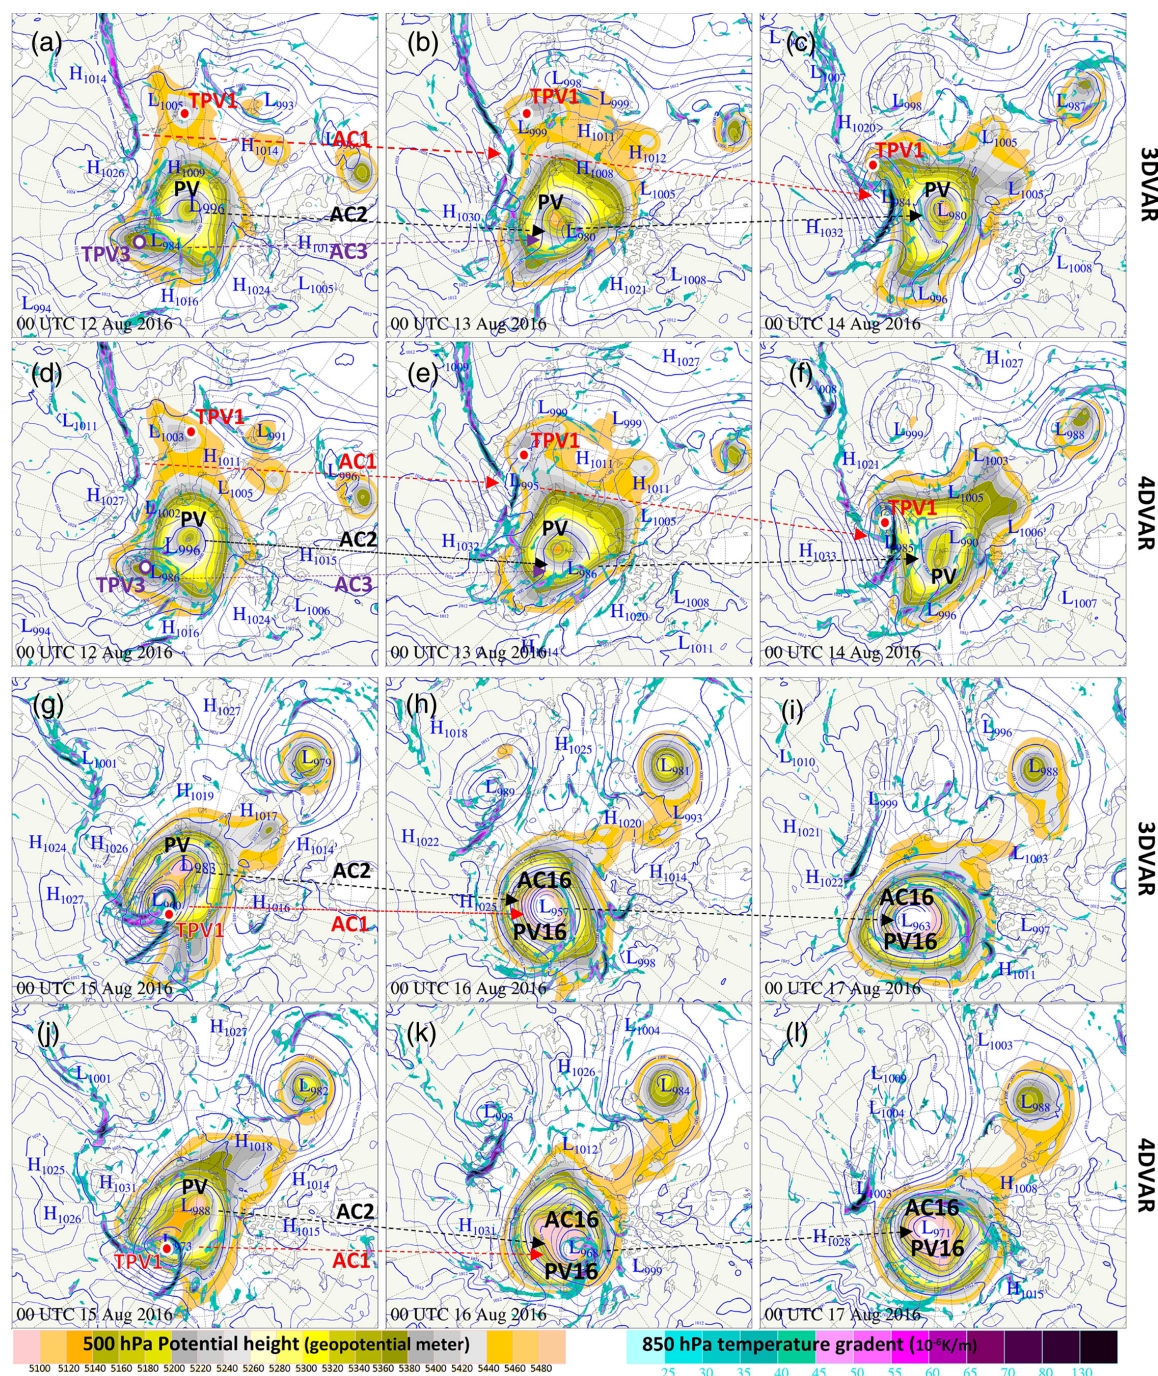 (a)
H1014
L1005
TPV1
L993
AC1
H1014
H1026
H1009
PV
L996
AC2
TPV3
L984
AC3
H1016
H1024
L1005
L994
00 UTC 12 Aug 2016
(b)
L998
TPV1
L999
L999
H1011
H1012
H1008
PV
L1005
H1030
L980
L1008
H1021
00 UTC 13 Aug 2016
(c)
L1007
L998
L987
H1020
TPV1
L1005
PV
L984
L1005
L980
H1032
L1008
L996
00 UTC 14 Aug 2016
3DVAR
(d)
L1011
TPV1
L1003
L991
H1011
AC1
L996
H1027
L1005
L1002
PV
AC2
L996
H1015
TPV3
L986
AC3
L1006
H1024
L994
H1016
00 UTC 12 Aug 2016
(e)
1009
H1027
L999
L999
TPV1
H1011
L995
H1011
PV
L1005
H1032
L986
L1008
H1020
L1011
00 UTC 13 Aug 2016
(f)
H1027
008
L999
L988
H1021
L1003
L1005
TPV1
L1006
H1033
985
PV
L1007
L996
00 UTC 14 Aug 2016
4DVAR
(g)
H1027
L1001
L979
H1019
H1017
H1024
H1026
PV
H1014
L983
AC2
H1027
L960
H1016
TPV1
AC1
00 UTC 15 Aug 2016
(h)
H1018
H1025
L981
L989
L993
H1020
H1022
H1014
AC16
H1025
L957
PV16
L998
00 UTC 16 Aug 2016
(i)
L996
L1010
L988
L999
H1021
L1003
H1022
AC16
L963
PV16
L997
H1011
00 UTC 17 Aug 2016
3DVAR
(j)
H1027
L1001
L982
H1018
H1025
H1031
PV
H1014
L988
AC2
H1026
H1015
973
TPV1
AC1
00 UTC 15 Aug 2016
(k)
L1004
H1026
L984
L993
L1012
AC16
H1031
L968
PV16
L999
00 UTC 16 Aug 2016
(l)
L1003
L1009
L988
L1004
L1003
H1008
AC16
L971
H1028
PV16
H1015
00 UTC 17 Aug 2016
4DVAR
500 hPa Potential height (geopotential meter)
5100 5120 5140 5160 5180 5200 5220 5240 5260 5280 5300 5320 5340 5360 5380 5400 5420 5440 5460 5480
850 hPa temperature gradent (10-6K/m)
25 30 35 40 45 50 55 60 65 70 80 130